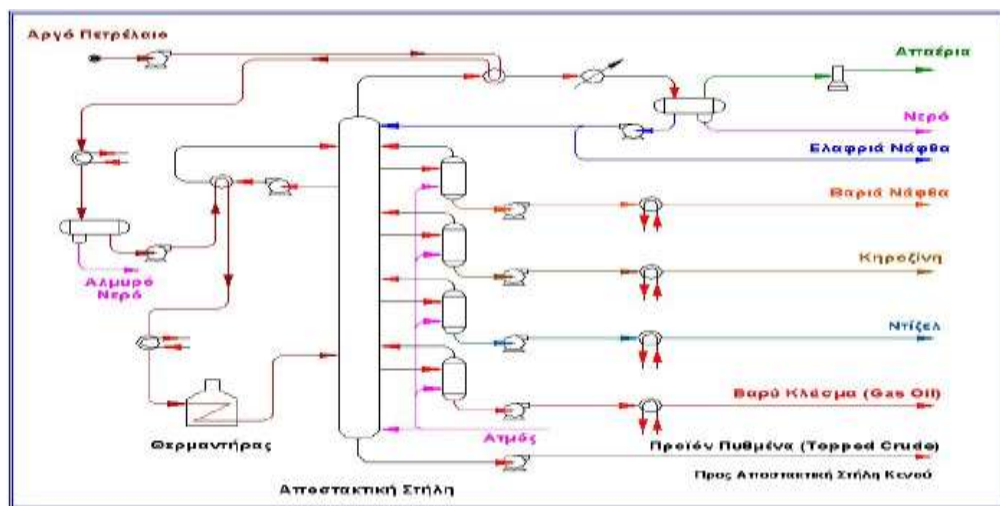 Αργό Πετρέλαιο
Απαέρια
Νερό
Ελαφριά Νάφθα
Βαριά Νάφθα
Κηροζίνη
Αλμυρό
Νερό
Ντίζελ
Βαρύ Κλάσμα (Gas Oil)
Θερμαντήρας
Ατμός
Προϊόν Πυθμένα (Topped Crude)
Προς Αποστακτική Στήλη Κενού
Αποστακτική Στήλη